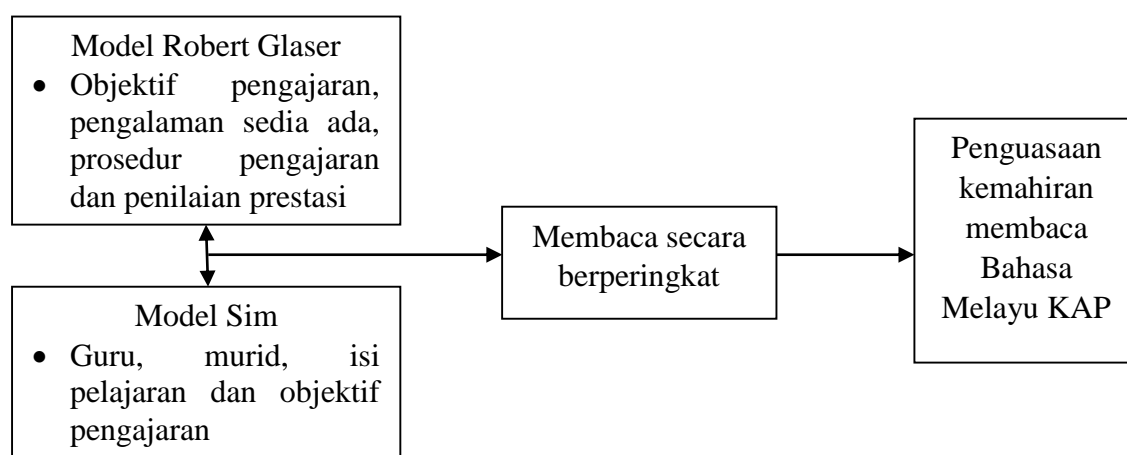 Model Robert Glaser
• Objektif pengajaran,
pengalaman sedia ada,
prosedur pengajaran
dan penilaian prestasi
Model Sim
• Guru, murid, isi
pelajaran dan objektif
pengajaran
Membaca secara
berperingkat
Penguasaan
kemahiran
membaca
Bahasa
Melayu KAP